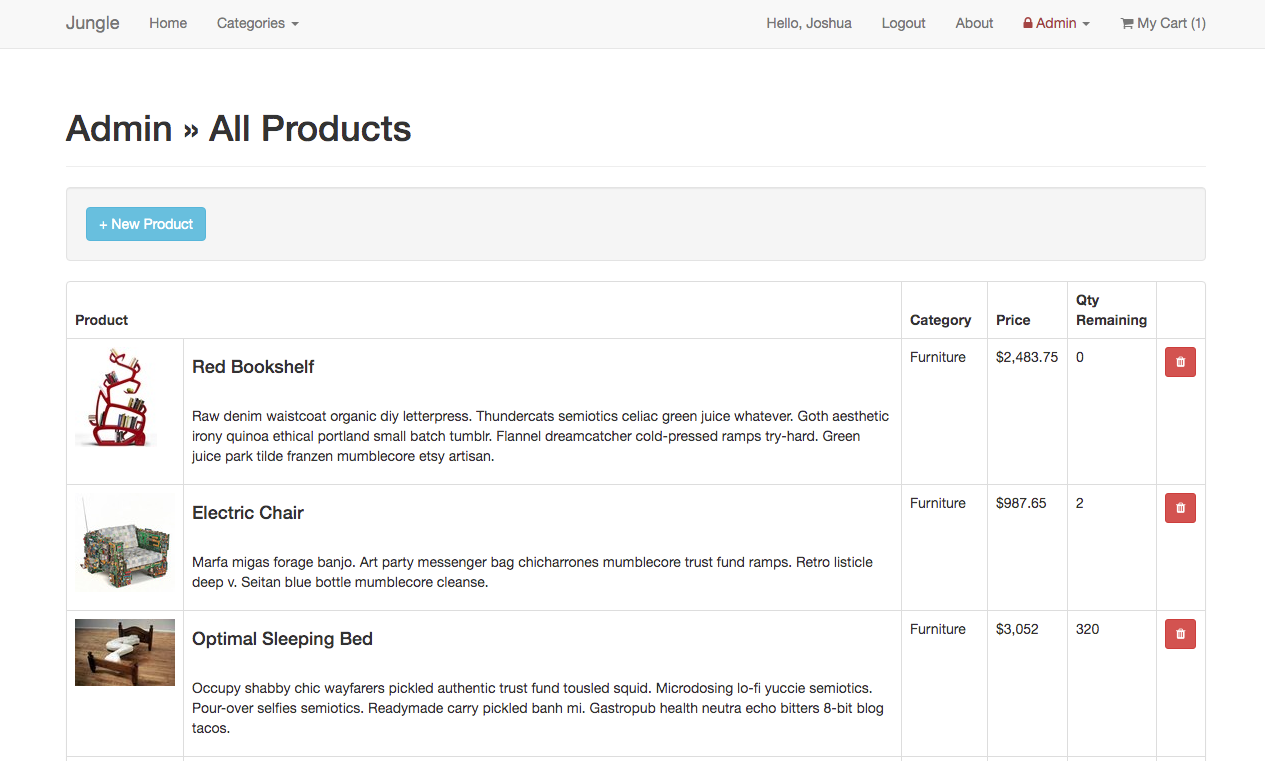 Jungle Home Categories Hello, Joshua Logout About Admin My Cart (1)
Admin » All Products
+ New Product
Product Category Price Qty Remaining
Red Bookshelf Furniture $2,483.75 0
Raw denim waistcoat organic diy letterpress. Thundercats semiotics celiac green juice whatever. Goth aesthetic
irony quinoa ethical portland small batch tumblr. Flannel dreamcatcher cold-pressed ramps try-hard. Green
juice park tilde franzen mumblecore etsy artisan.
Electric Chair Furniture $987.65 2
Marfa migas forage banjo. Art party messenger bag chicharrones mumblecore trust fund ramps. Retro listicle
deep v. Seitan blue bottle mumblecore cleanse.
Optimal Sleeping Bed Furniture $3,052 320
Occupy shabby chic wayfarers pickled authentic trust fund tousled squid. Microdosing lo-fi yuccie semiotics.
Pour-over selfies semiotics. Readymade carry pickled banh mi. Gastropub health neutra echo bitters 8-bit blog
tacos.